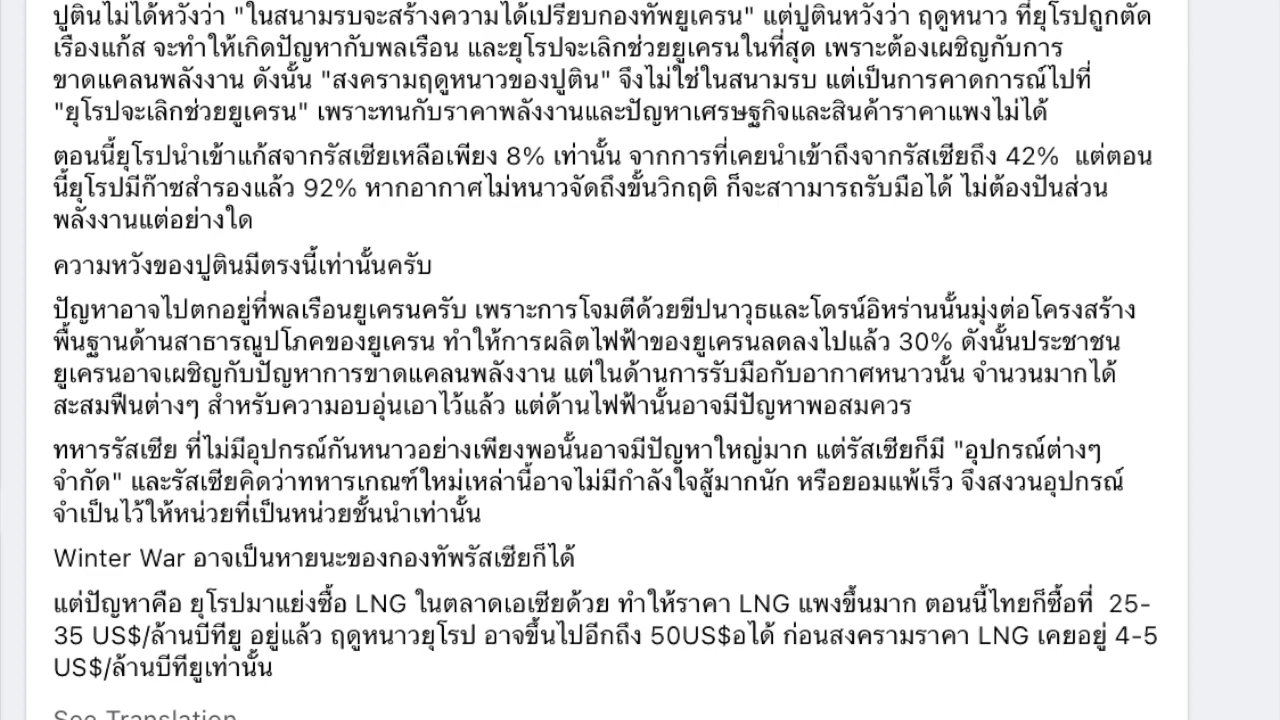 ปูตินไม่ได้หวังว่า "ในสนามรบจะสร้างความได้เปรียบกองทัพยูเครน" แต่ปูตินหวังว่า ฤดูหนาว ที่ยุโรปถูกตัด
เรื่องแก้ส จะทำให้เกิดปัญหากับพลเรือน และยุโรปจะเลิกช่วยยูเครนในที่สุด เพราะต้องเผชิญกับการ
ขาดแคลนพลังงาน ดังนั้น "สงครามฤดูหนาวของปูติน" จึงไม่ใช่ในสนามรบ แต่เป็นการคาดการณ์ไปที่
"ยุโรปจะเลิกช่วยยูเครน" เพราะทนกับราคาพลังงานและปัญหาเศรษฐกิจและสินค้าราคาแพงไม่ได้
ตอนนี้ยุโรปนำเข้าแก้สจากรัสเซียเหลือเพียง 8% เท่านั้น จากการที่เคยนำเข้าถึงจากรัสเซียถึง 42%  แต่ตอน
นี้ยุโรปมีก๊าซสำรองแล้ว 92% หากอากาศไม่หนาวจัดถึงขั้นวิกฤติ ก็จะสาามารถรับมือได้ ไม่ต้องปันส่วน
พลังงานแต่อย่างใด
ความหวังของปูตินมีตรงนี้เท่านั้นครับ
ปัญหาอาจไปตกอยู่ที่พลเรือนยูเครนครับ เพราะการโจมตีด้วยขีปนาวุธและโดรน์อิหร่านนั้นมุ่งต่อโครงสร้าง
พื้นฐานด้านสาธารณูปโภคของยูเครน ทำให้การผลิตไฟฟ้าของยูเครนลดลงไปแล้ว 30% ดังนั้นประชาชน
ยูเครนอาจเผชิญกับปัญหาการขาดแคลนพลังงาน แต่ในด้านการรับมือกับอากาศหนาวนั้น จำนวนมากได้
สะสมฟืนต่างๆ สำหรับความอบอุ่นเอาไว้แล้ว แต่ด้านไฟฟ้านั้นอาจมีปัญหาพอสมควร
ทหารรัสเซีย ที่ไม่มีอุปกรณ์กันหนาวอย่างเพียงพอนั้นอาจมีปัญหาใหญ่มาก แต่รัสเซียก็มี "อุปกรณ์ต่างๆ
จำกัด" และรัสเซียคิดว่าทหารเกณฑ์ใหม่เหล่านี้อาจไม่มีกำลังใจสู้มากนัก หรือยอมแพ้เร็ว จึงสงวนอุปกรณ์
จำเป็นไว้ให้หน่วยที่เป็นหน่วยชั้นนำเท่านั้น
Winter War อาจเป็นหายนะของกองทัพรัสเซียก็ได้
แต่ปัญหาคือ ยุโรปมาแย่งซื้อ LNG ในตลาดเอเซียด้วย ทำให้ราคา LNG แพงขึ้นมาก ตอนนี้ไทยก็ซื้อที่  25-
35 US$/ล้านบีทียู อยู่แล้ว ฤดูหนาวยุโรป อาจขึ้นไปอีกถึง 50US$อได้ ก่อนสงครามราคา LNG เคยอยู่ 4-5
US$/ล้านบีทียูเท่านั้น
See Translation